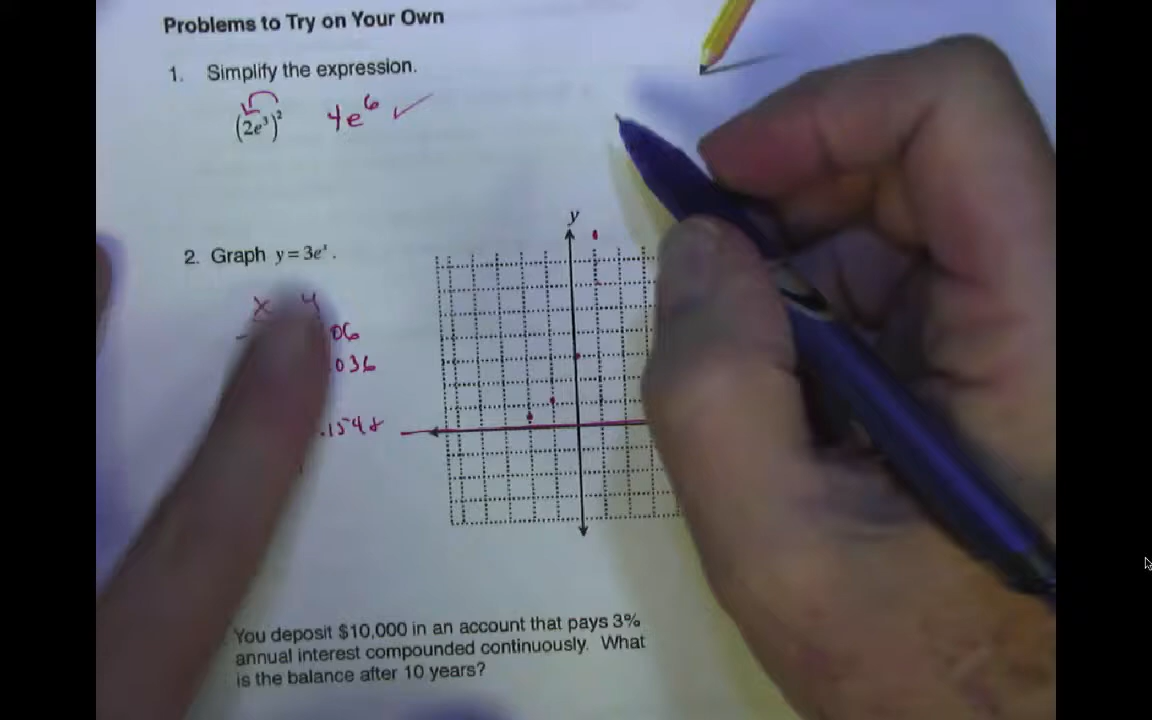 Problems to Try on Your Own
1. Simplify the expression.
(2e³)² 4e⁶ ✓
y
2. Graph y=3eˣ.
x y
06
.036
.1548
You deposit $10,000 in an account that pays 3%
annual interest compounded continuously. What
is the balance after 10 years?